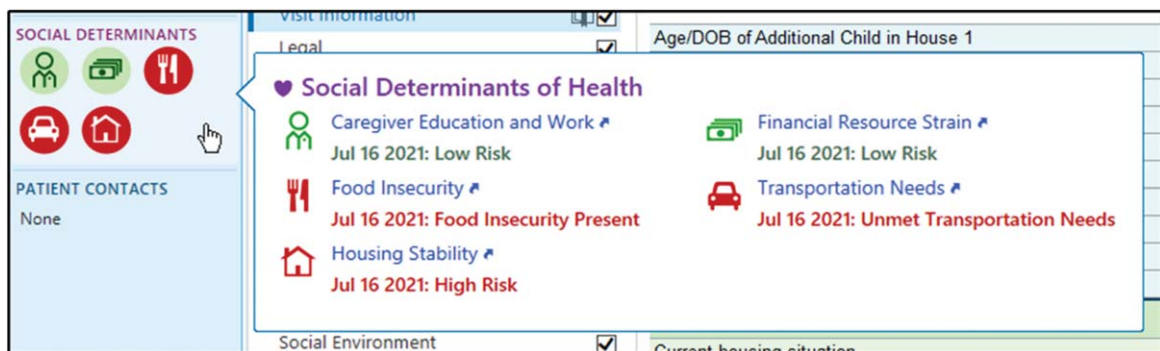 SOCIAL DETERMINANTS
PATIENT CONTACTS
None
Visit Information
Legal
Age/DOB of Additional Child in House 1
Social Determinants of Health
Caregiver Education and Work
Jul 16 2021: Low Risk
Financial Resource Strain
Jul 16 2021: Low Risk
Food Insecurity
Jul 16 2021: Food Insecurity Present
Transportation Needs
Jul 16 2021: Unmet Transportation Needs
Housing Stability
Jul 16 2021: High Risk
Social Environment
Current housing situation